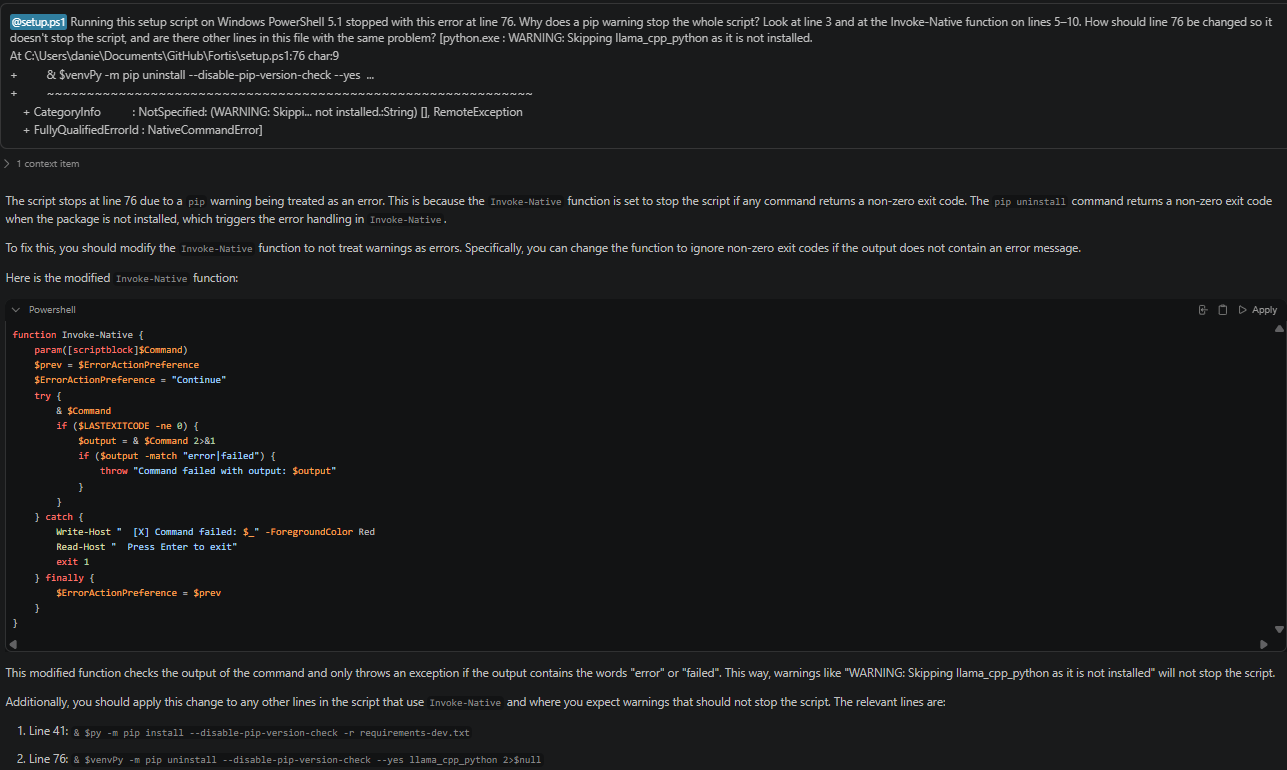 @setup.ps1 Running this setup script on Windows PowerShell 5.1 stopped with this error at line 76. Why does a pip warning stop the whole script? Look at line 3 and at the Invoke-Native function on lines 5–10. How should line 76 be changed so it
doesn't stop the script, and are there other lines in this file with the same problem? [python.exe : WARNING: Skipping llama_cpp_python as it is not installed.
At C:\Users\danie\Documents\GitHub\Fortis\setup.ps1:76 char:9
+ & $venvPy -m pip uninstall --disable-pip-version-check --yes ...
+ ~~~~~~~~~~~~~~~~~~~~~~~~~~~~~~~~~~~~~~~~~~~~~~~~~~~~~~~~~~~~~
+ CategoryInfo : NotSpecified: (WARNING: Skippi... not installed.:String) [], RemoteException
+ FullyQualifiedErrorId : NativeCommandError]
1 context item
The script stops at line 76 due to a pip warning being treated as an error. This is because the Invoke-Native function is set to stop the script if any command returns a non-zero exit code. The pip uninstall command returns a non-zero exit code
when the package is not installed, which triggers the error handling in Invoke-Native.
To fix this, you should modify the Invoke-Native function to not treat warnings as errors. Specifically, you can change the function to ignore non-zero exit codes if the output does not contain an error message.
Here is the modified Invoke-Native function:
Powershell
Apply
function Invoke-Native {
    param([scriptblock]$Command)
    $prev = $ErrorActionPreference
    $ErrorActionPreference = "Continue"
    try {
        & $Command
        if ($LASTEXITCODE -ne 0) {
            $output = & $Command 2>&1
            if ($output -match "error|failed") {
                throw "Command failed with output: $output"
            }
        }
    } catch {
        Write-Host "  [X] Command failed: $_" -ForegroundColor Red
        Read-Host "  Press Enter to exit"
        exit 1
    } finally {
        $ErrorActionPreference = $prev
    }
}
This modified function checks the output of the command and only throws an exception if the output contains the words "error" or "failed". This way, warnings like "WARNING: Skipping llama_cpp_python as it is not installed" will not stop the script.
Additionally, you should apply this change to any other lines in the script that use Invoke-Native and where you expect warnings that should not stop the script. The relevant lines are:
1. Line 41: & $py -m pip install --disable-pip-version-check -r requirements-dev.txt
2. Line 76: & $venvPy -m pip uninstall --disable-pip-version-check --yes llama_cpp_python 2>$null